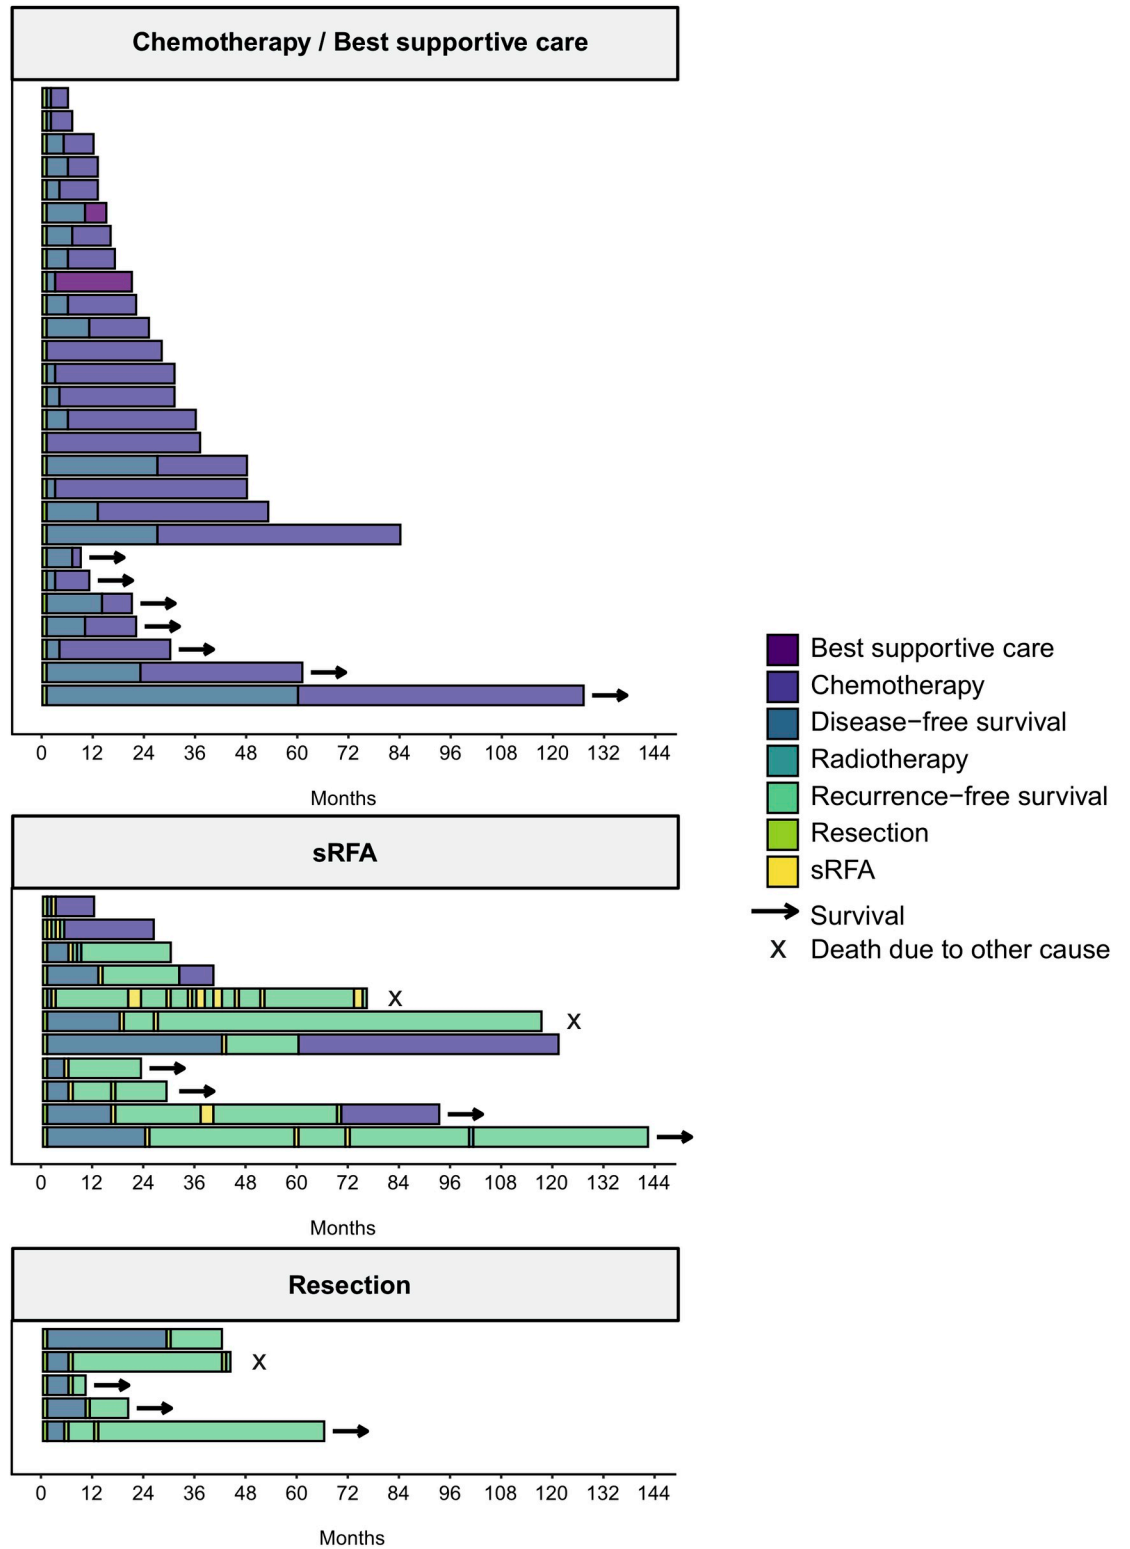 Chemotherapy / Best supportive care
0 12 24 36 48 60 72 84 96 108 120 132 144
Months
Best supportive care
Chemotherapy
Disease−free survival
Radiotherapy
Recurrence−free survival
Resection
sRFA
Survival
X Death due to other cause
sRFA
X
X
0 12 24 36 48 60 72 84 96 108 120 132 144
Months
Resection
X
0 12 24 36 48 60 72 84 96 108 120 132 144
Months